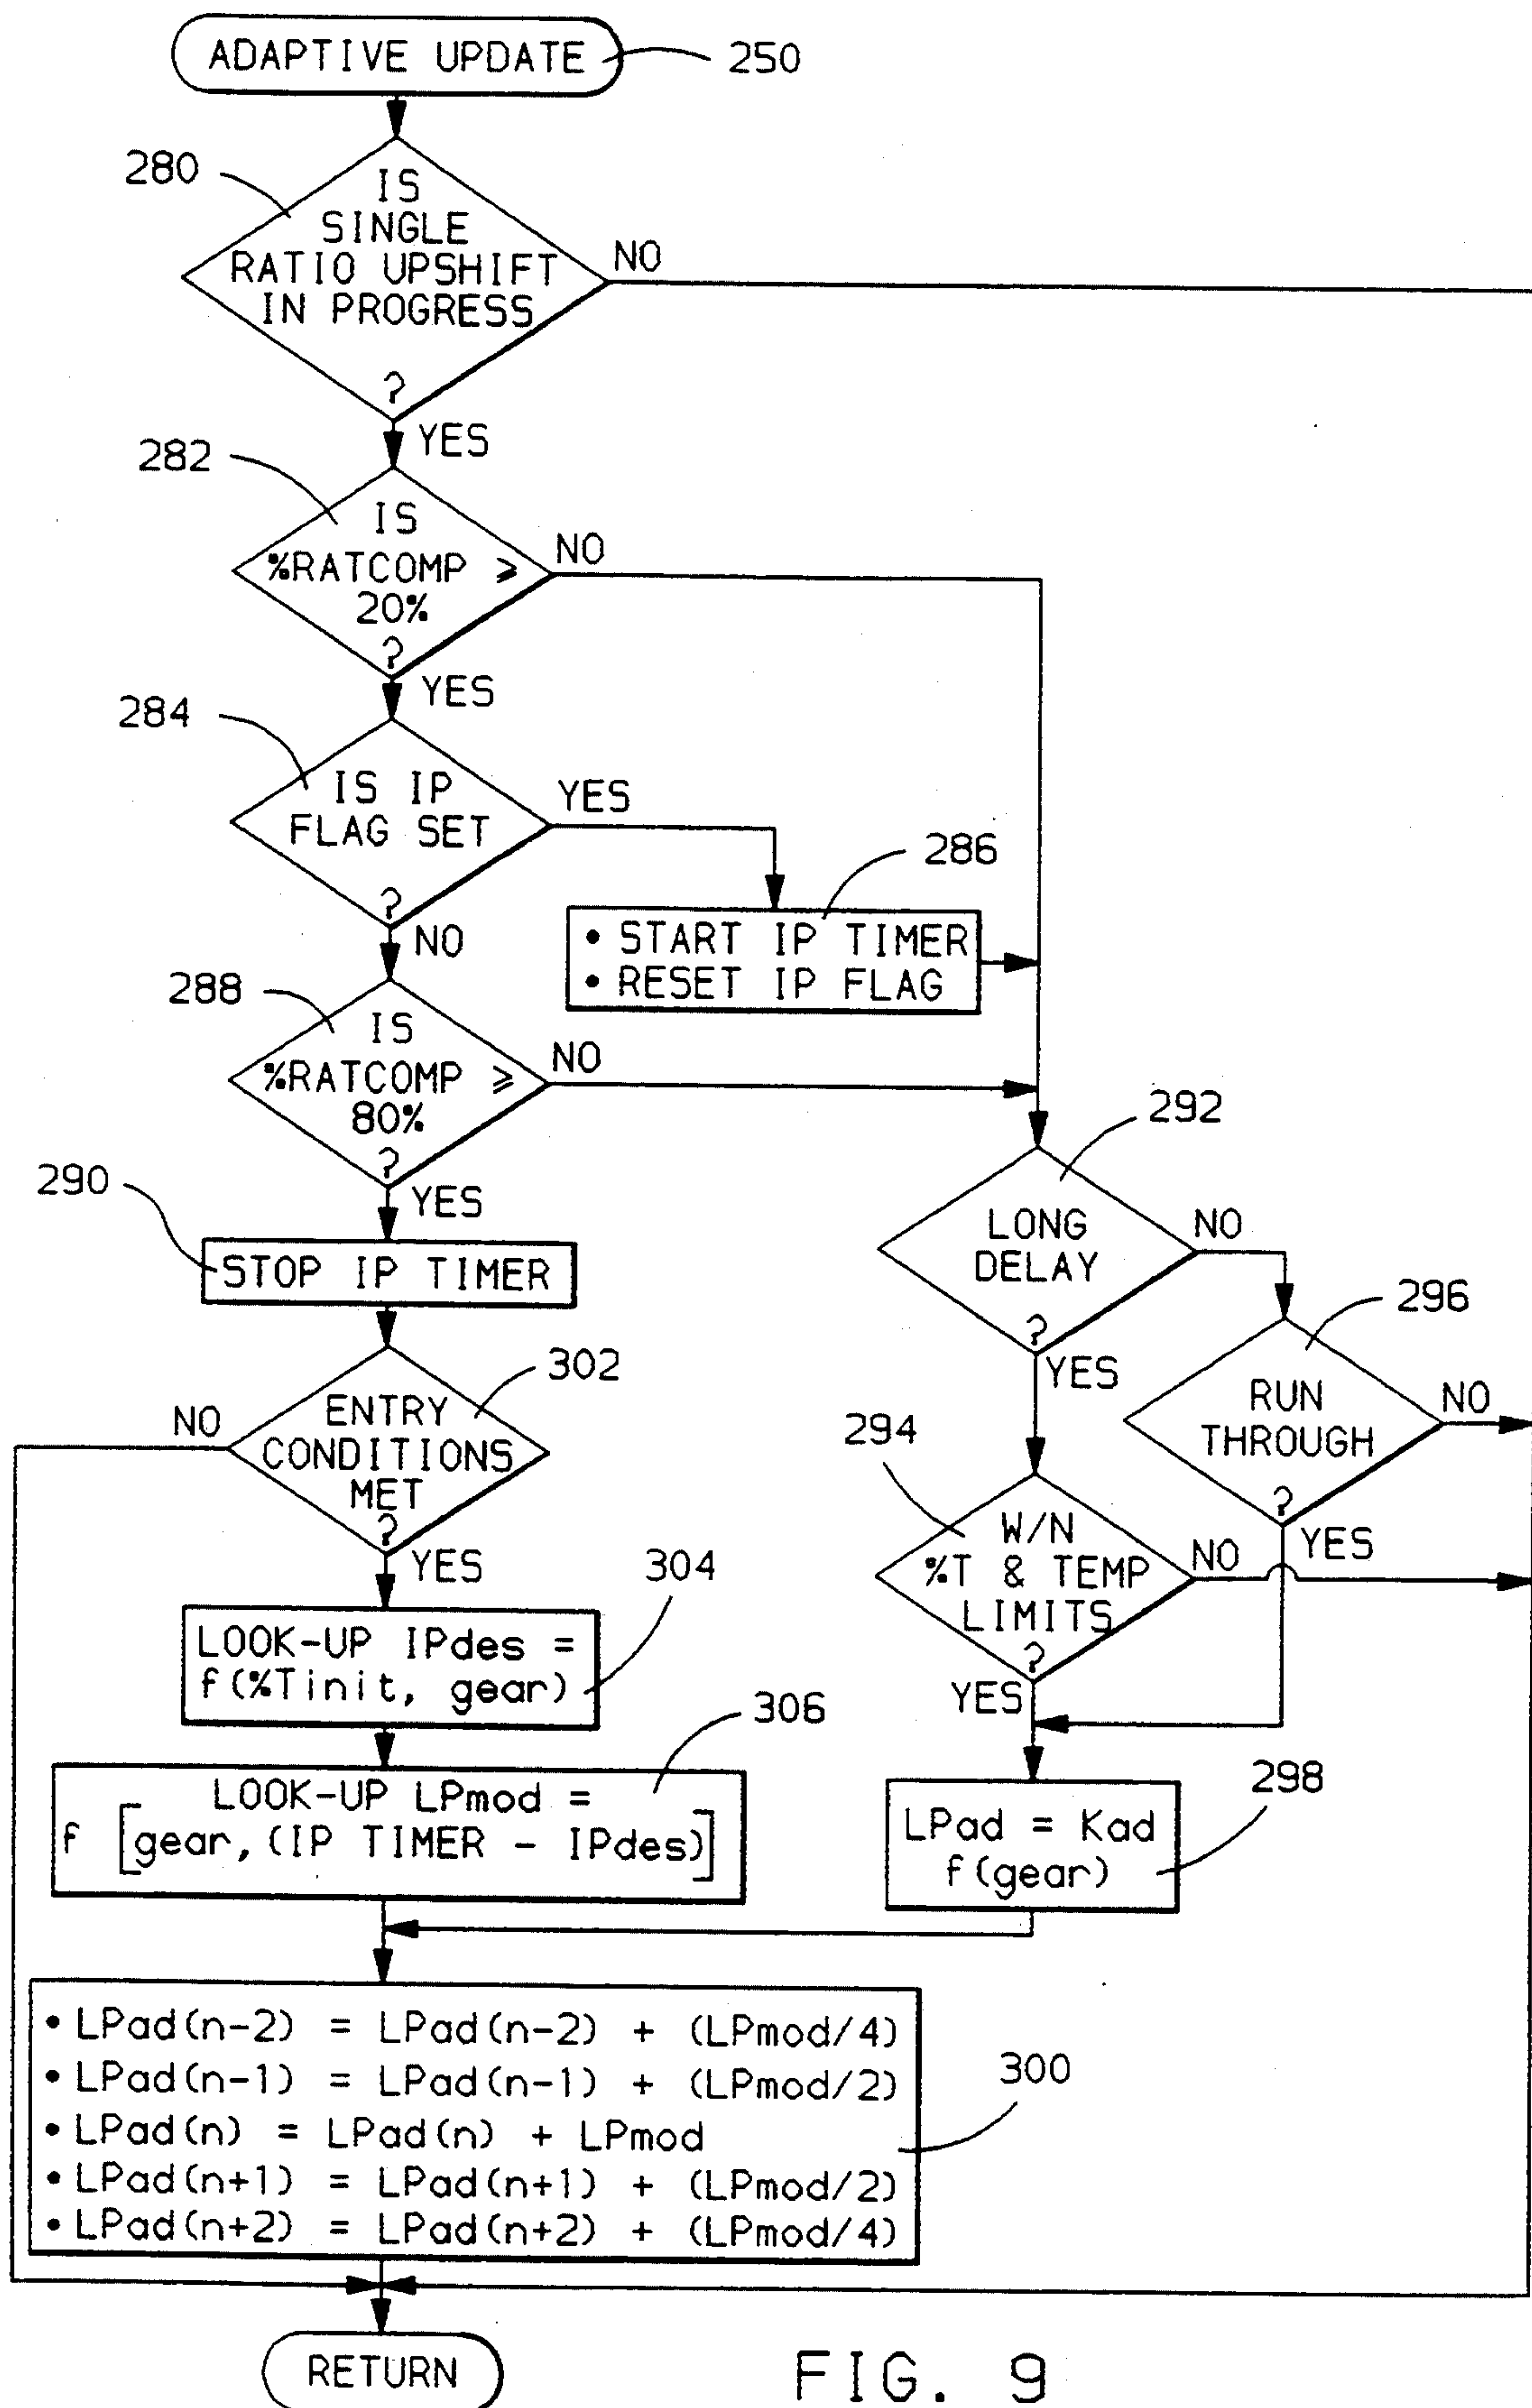 ADAPTIVE UPDATE
250
280
IS
SINGLE
RATIO UPSHIFT
IN PROGRESS
?
NO
YES
282
IS
%RATCOMP ≥
20%
?
NO
YES
284
IS IP
FLAG SET
?
YES
NO
286
• START IP TIMER
• RESET IP FLAG
288
IS
%RATCOMP ≥
80%
?
NO
YES
290
STOP IP TIMER
292
LONG
DELAY
?
NO
YES
296
RUN
THROUGH
?
NO
YES
302
ENTRY
CONDITIONS
MET
?
NO
YES
294
W/N
%T & TEMP
LIMITS
?
NO
YES
304
LOOK-UP IPdes =
f(%Tinit, gear)
306
LOOK-UP LPmod =
f [gear, (IP TIMER - IPdes)]
298
LPad = Kad
f(gear)
• LPad(n-2) = LPad(n-2) + (LPmod/4)
• LPad(n-1) = LPad(n-1) + (LPmod/2)
• LPad(n) = LPad(n) + LPmod
• LPad(n+1) = LPad(n+1) + (LPmod/2)
• LPad(n+2) = LPad(n+2) + (LPmod/4)
300
RETURN
FIG. 9